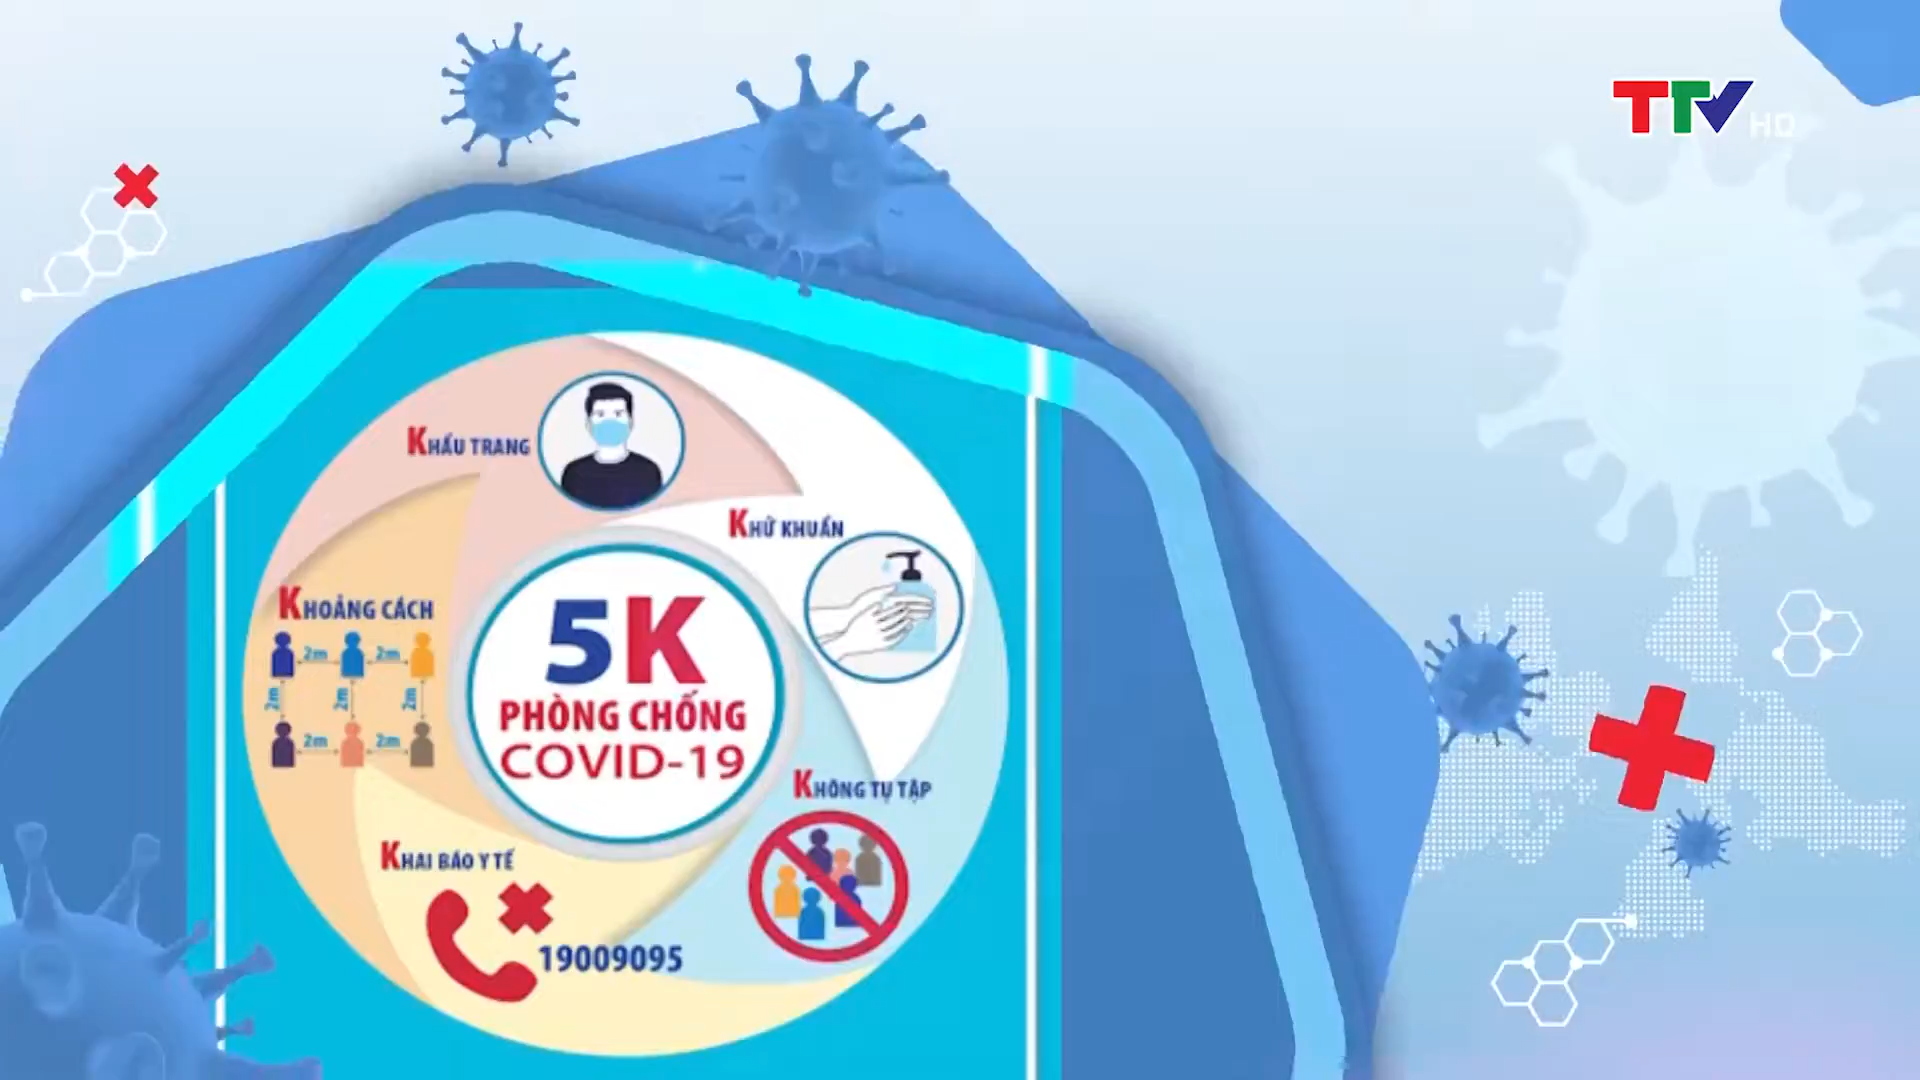 TTV HD
KHẨU TRANG
KHỬ KHUẨN
KHOẢNG CÁCH
2m 2m
2m 2m 2m
2m 2m
5K
PHÒNG CHỐNG
COVID-19
KHÔNG TỤ TẬP
KHAI BÁO Y TẾ
19009095